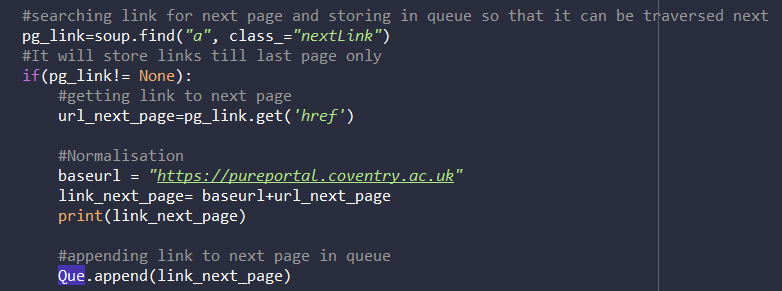 #searching link for next page and storing in queue so that it can be traversed next
pg_link=soup.find("a", class_="nextLink")
#It will store links till last page only
if(pg_link!= None):
#getting link to next page
url_next_page=pg_link.get('href')
#Normalisation
baseurl = "https://pureportal.coventry.ac.uk"
link_next_page= baseurl+url_next_page
print(link_next_page)
#appending link to next page in queue
Que.append(link_next_page)